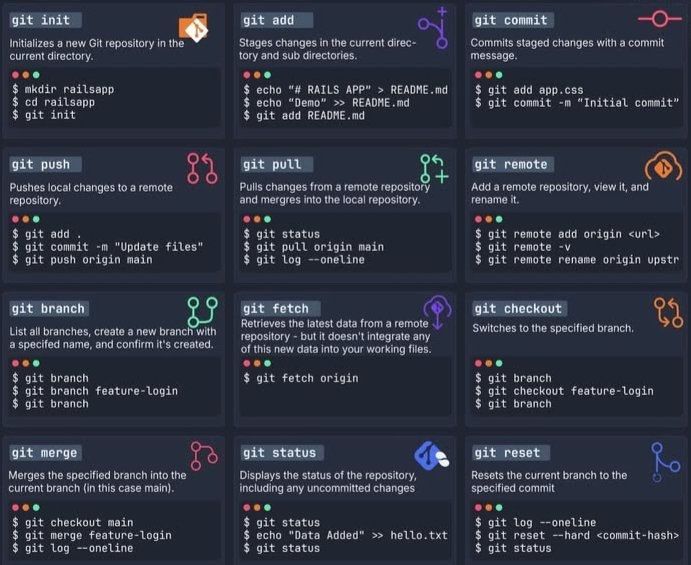 git init
Initializes a new Git repository in the
current directory.
$ mkdir railsapp
$ cd railsapp
$ git init
git add
Stages changes in the current direc-
tory and sub directories.
$ echo “# RAILS APP” > README.md
$ echo “Demo” >> README.md
$ git add README.md
git commit
Commits staged changes with a commit
message.
$ git add app.css
$ git commit -m “Initial commit”
git push
Pushes local changes to a remote
repository.
$ git add .
$ git commit -m "Update files"
$ git push origin main
git pull
Pulls changes from a remote repository
and mergres into the local repository.
$ git status
$ git pull origin main
$ git log --oneline
git remote
Add a remote repository, view it, and
rename it.
$ git remote add origin <url>
$ git remote -v
$ git remote rename origin upstr
git branch
List all branches, create a new branch with
a specifed name, and confirm it's created.
$ git branch
$ git branch feature-login
$ git branch
git fetch
Retrieves the latest data from a remote
repository - but it doesn't integrate any
of this new data into your working files.
$ git fetch origin
git checkout
Switches to the specified branch.
$ git branch
$ git checkout feature-login
$ git branch
git merge
Merges the specified branch into the
current branch (in this case main).
$ git checkout main
$ git merge feature-login
$ git log --oneline
git status
Displays the status of the repository,
including any uncommitted changes
$ git status
$ echo "Data Added" >> hello.txt
$ git status
git reset
Resets the current branch to the
specified commit
$ git log --oneline
$ git reset --hard <commit-hash>
$ git status